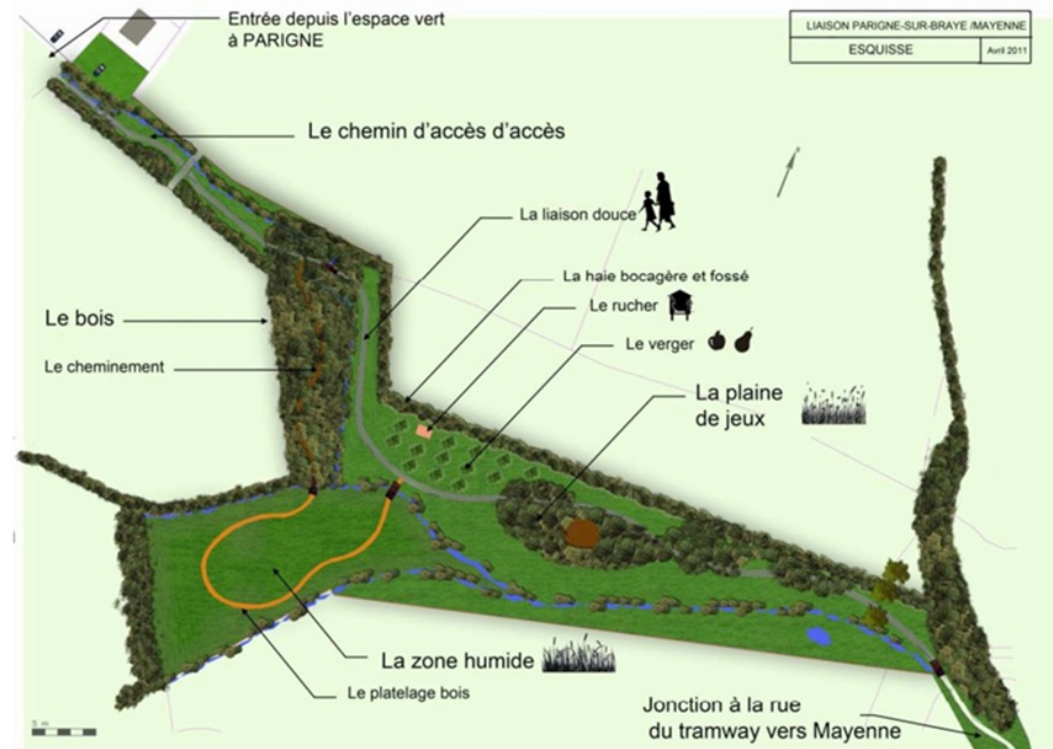 Entrée depuis l'espace vert
à PARIGNE
LIAISON PARIGNE-SUR-BRAYE /MAYENNE
ESQUISSE
Avril 2011
Le chemin d'accès d'accès
La liaison douce
La haie bocagère et fossé
Le rucher
Le bois
Le verger
Le cheminement
La plaine
de jeux
La zone humide
Le platelage bois
Jonction à la rue
du tramway vers Mayenne
5 m